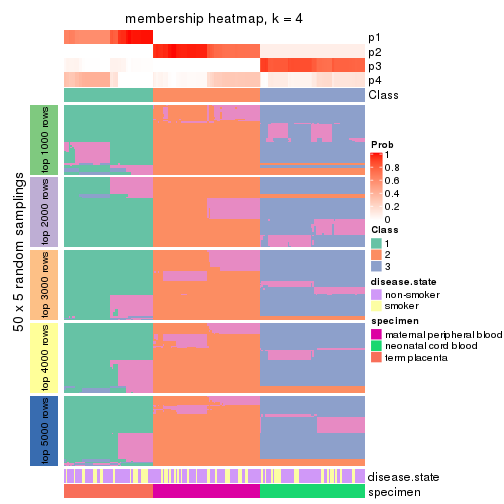 membership heatmap, k = 4
p1
p2
p3
p4
Class
50 x 5 random samplings
top 1000 rows
top 2000 rows
top 3000 rows
top 4000 rows
top 5000 rows
Prob
1
0.8
0.6
0.4
0.2
0
Class
1
2
3
disease.state
non-smoker
smoker
specimen
maternal peripheral blood
neonatal cord blood
term placenta
disease.state
specimen